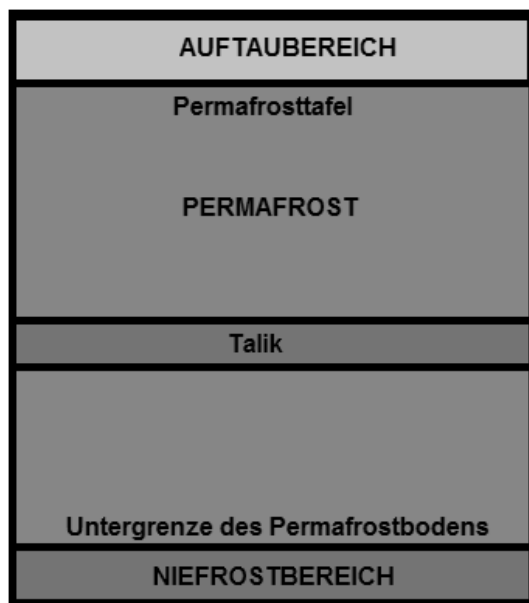 AUFTAUBEREICH
Permafrosttafel
PERMAFROST
Talik
Untergrenze des Permafrostbodens
NIEFROSTBEREICH